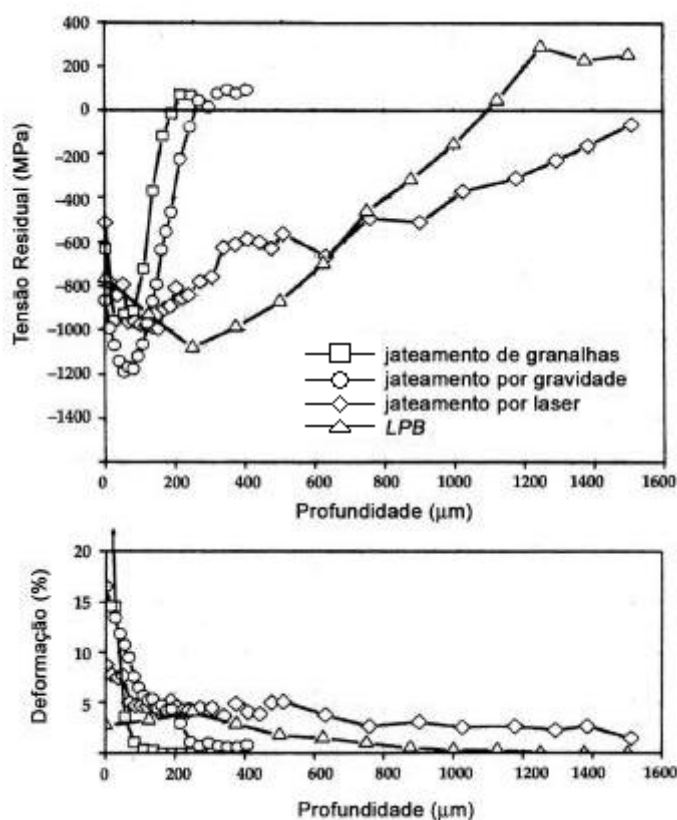 400
200
0
-200
-400
-600
-800
-1000
-1200
-1400
Tensão Residual (MPa)
jateamento de granalhas
jateamento por gravidade
jateamento por laser
LPB
0 200 400 600 800 1000 1200 1400 1600
Profundidade (µm)
20
15
10
5
0
Deformação (%)
0 200 400 600 800 1000 1200 1400 1600
Profundidade (µm)